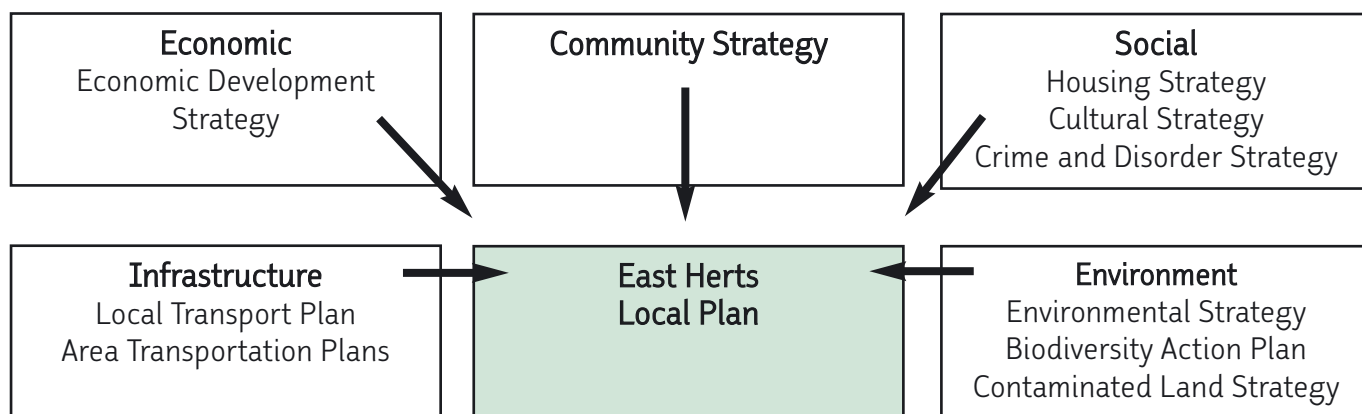 Economic
Economic Development
Strategy
Community Strategy
Social
Housing Strategy
Cultural Strategy
Crime and Disorder Strategy
Infrastructure
Local Transport Plan
Area Transportation Plans
East Herts
Local Plan
Environment
Environmental Strategy
Biodiversity Action Plan
Contaminated Land Strategy